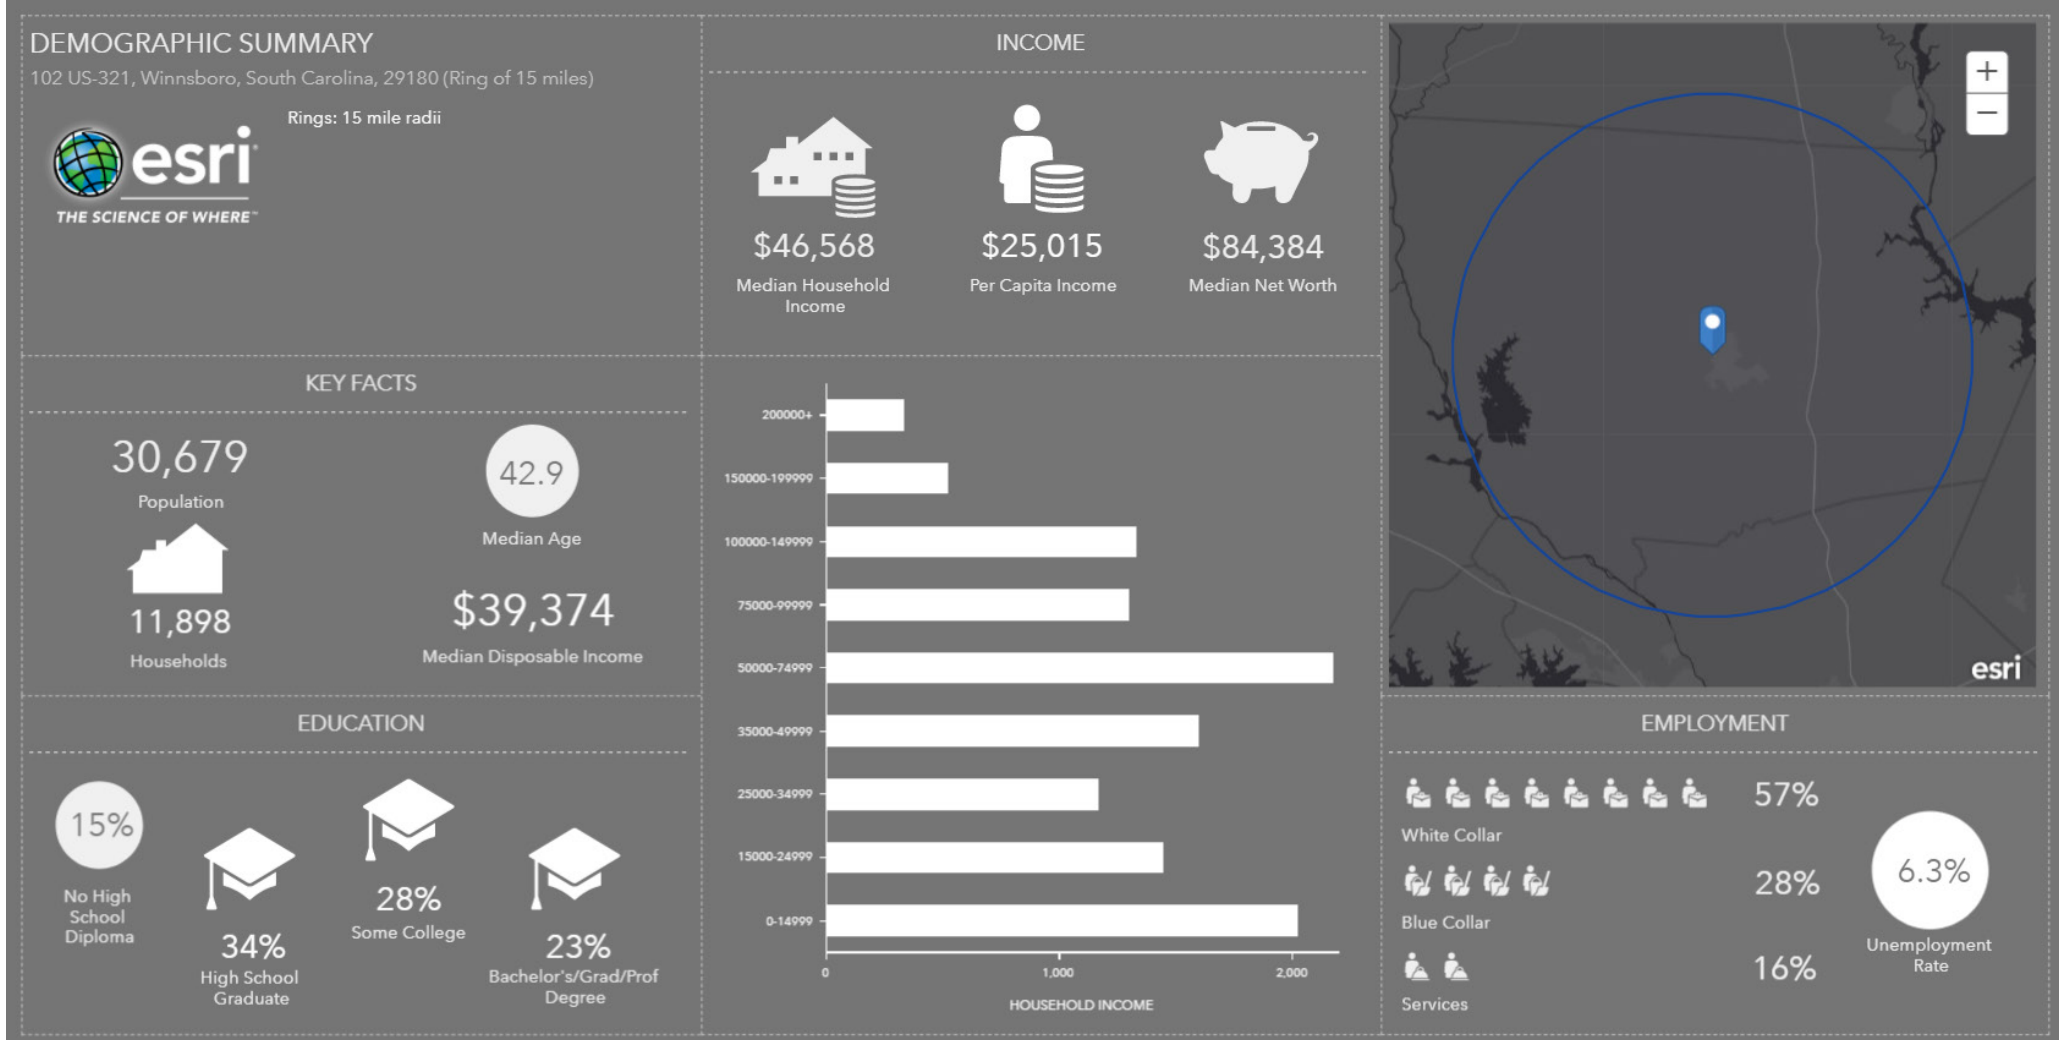 DEMOGRAPHIC SUMMARY
102 US-321, Winnsboro, South Carolina, 29180 (Ring of 15 miles)
Rings: 15 mile radii
esri
THE SCIENCE OF WHERE™
INCOME
$46,568
Median Household
Income
$25,015
Per Capita Income
$84,384
Median Net Worth
+
−
esri
KEY FACTS
30,679
Population
42.9
Median Age
11,898
Households
$39,374
Median Disposable Income
200000+
150000-199999
100000-149999
75000-99999
50000-74999
35000-49999
25000-34999
15000-24999
0-14999
0
1,000
2,000
HOUSEHOLD INCOME
EDUCATION
15%
No High
School
Diploma
34%
High School
Graduate
28%
Some College
23%
Bachelor's/Grad/Prof
Degree
EMPLOYMENT
57%
White Collar
28%
Blue Collar
16%
Services
6.3%
Unemployment
Rate